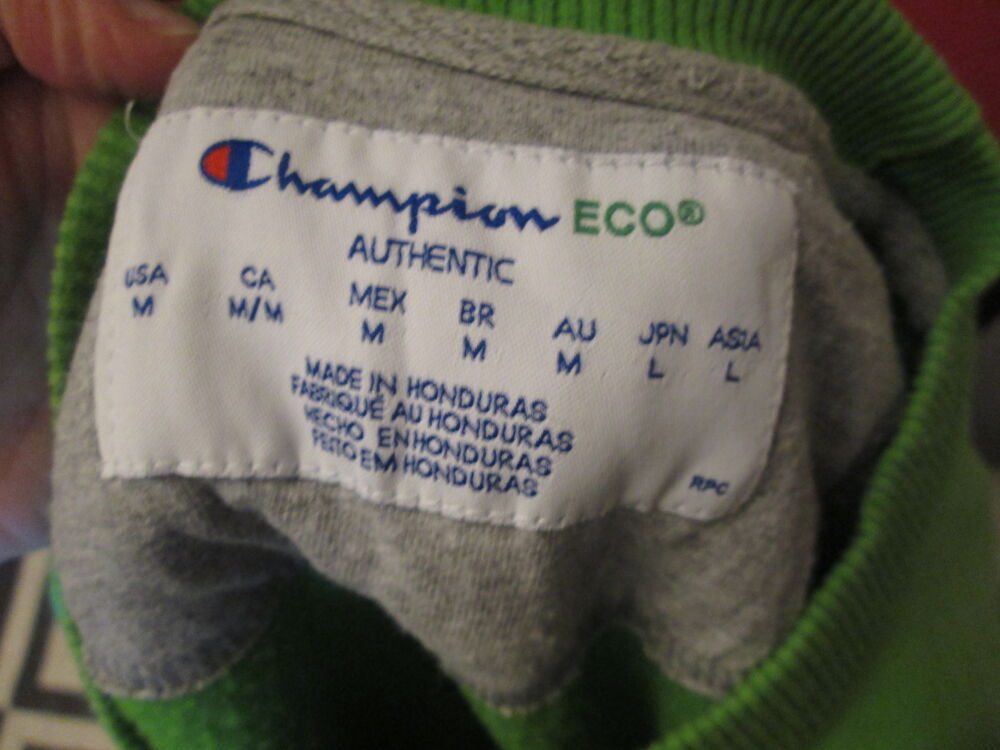 Champion ECO®
AUTHENTIC
USA CA MEX BR AU JPN ASIA
M M/M M M M L L
MADE IN HONDURAS
FABRIQUÉ AU HONDURAS
HECHO EN HONDURAS
FEITO EM HONDURAS
RPC